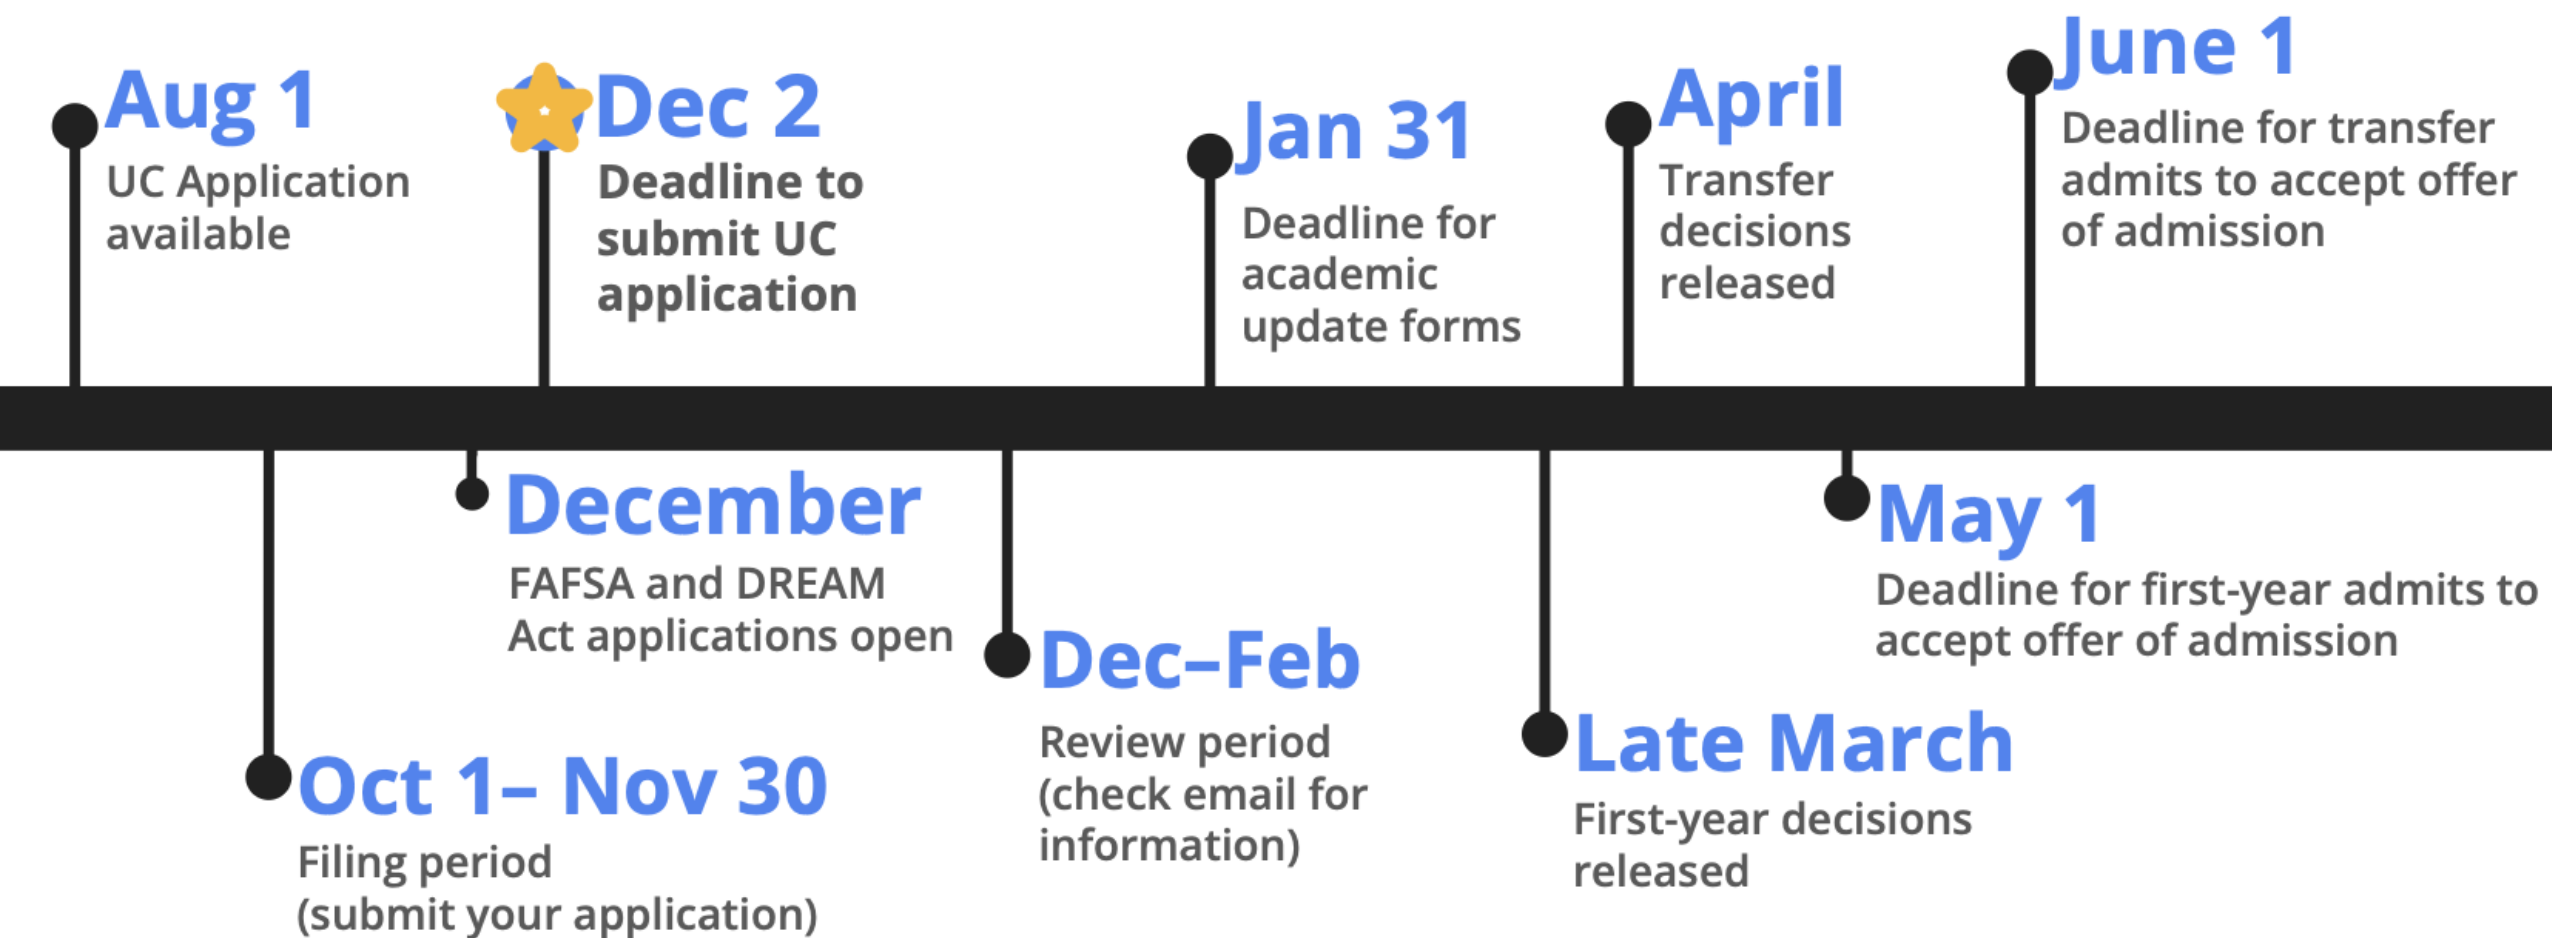 Aug 1
UC Application
available
Dec 2
Deadline to
submit UC
application
Jan 31
Deadline for
academic
update forms
April
Transfer
decisions
released
June 1
Deadline for transfer
admits to accept offer
of admission
Oct 1– Nov 30
Filing period
(submit your application)
December
FAFSA and DREAM
Act applications open
Dec–Feb
Review period
(check email for
information)
Late March
First-year decisions
released
May 1
Deadline for first-year admits to
accept offer of admission